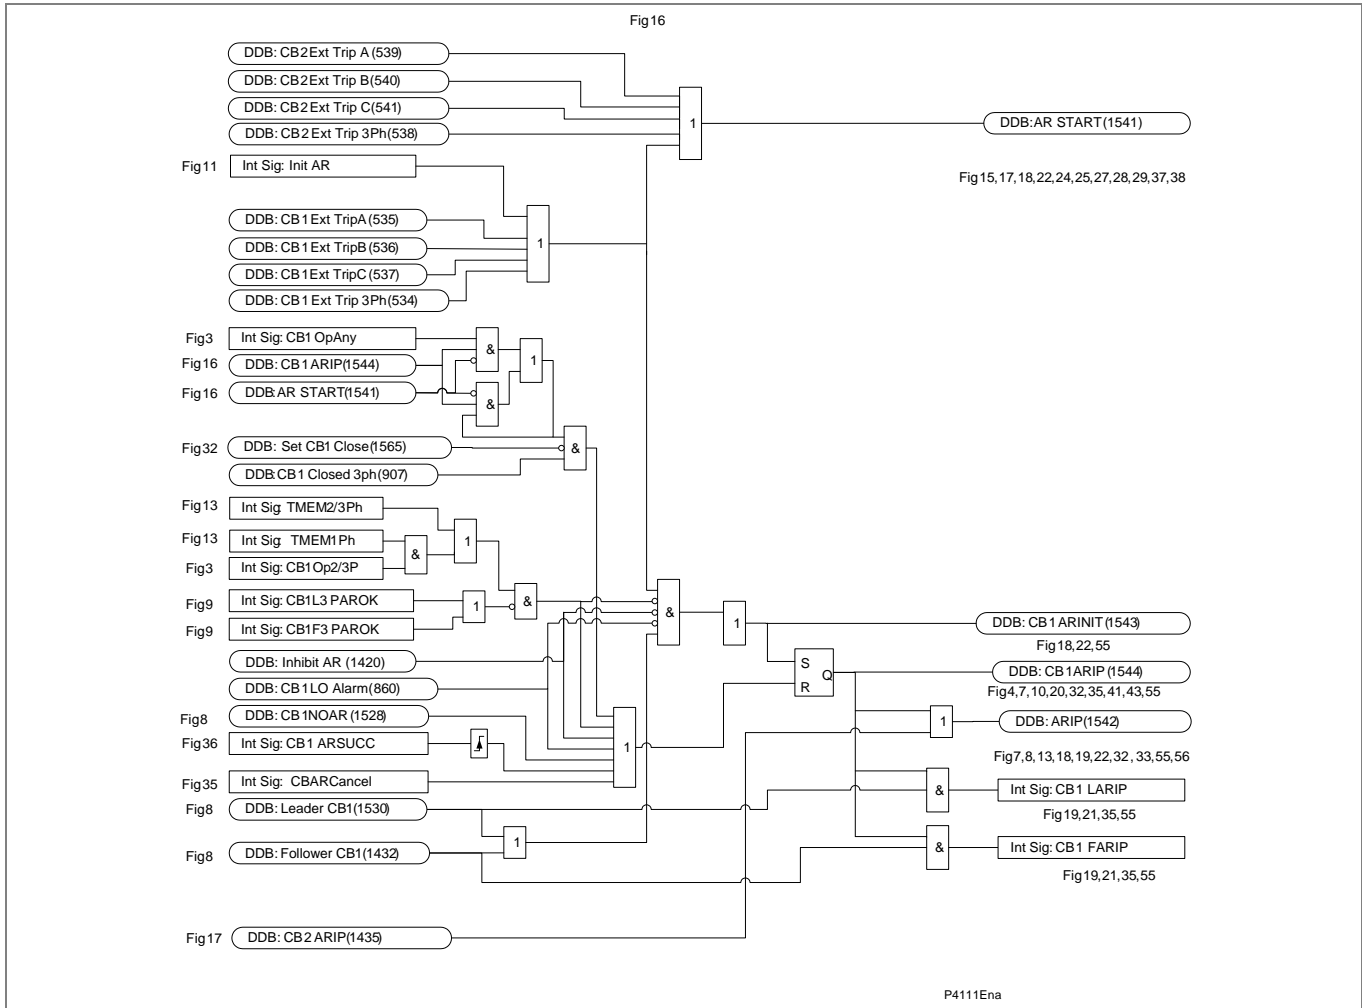 Fig16
DDB: CB2Ext Trip A (539)
DDB: CB2Ext Trip B(540)
DDB: CB2Ext Trip C(541)
DDB: CB2Ext Trip 3Ph(538)
1
DDB:AR START(1541)
Fig11
Int Sig: Init AR
Fig15,17,18,22,24,25,27,28,29,37,38
DDB: CB1Ext TripA(535)
DDB: CB1Ext TripB(536)
DDB: CB1Ext TripC(537)
DDB: CB1Ext Trip 3Ph(534)
1
Fig3
Int Sig: CB1 OpAny
Fig16
DDB: CB1ARIP(1544)
Fig16
DDB:AR START(1541)
&
1
&
Fig32
DDB: Set CB1 Close(1565)
DDB:CB1 Closed 3ph(907)
&
Fig13
Int Sig: TMEM2/3Ph
Fig13
Int Sig: TMEM1Ph
Fig3
Int Sig: CB1Op2/3P
&
1
Fig9
Int Sig: CB1L3 PAROK
Fig9
Int Sig: CB1F3 PAROK
1
&
&
1
DDB: CB1ARINIT(1543)
Fig18,22,55
DDB: Inhibit AR (1420)
DDB: CB1LO Alarm(860)
S
R
Q
DDB: CB1ARIP(1544)
Fig4,7,10,20,32,35,41,43,55
Fig8
DDB: CB1NOAR (1528)
Fig36
Int Sig: CB1 ARSUCC
Fig35
Int Sig: CBARCancel
1
1
DDB: ARIP(1542)
Fig7,8,13,18,19,22,32, 33,55,56
Fig8
DDB: Leader CB1(1530)
&
Int Sig: CB1 LARIP
Fig19,21,35,55
Fig8
DDB: Follower CB1(1432)
1
&
Int Sig: CB1 FARIP
Fig19,21,35,55
Fig17
DDB: CB2 ARIP(1435)
P4111Ena